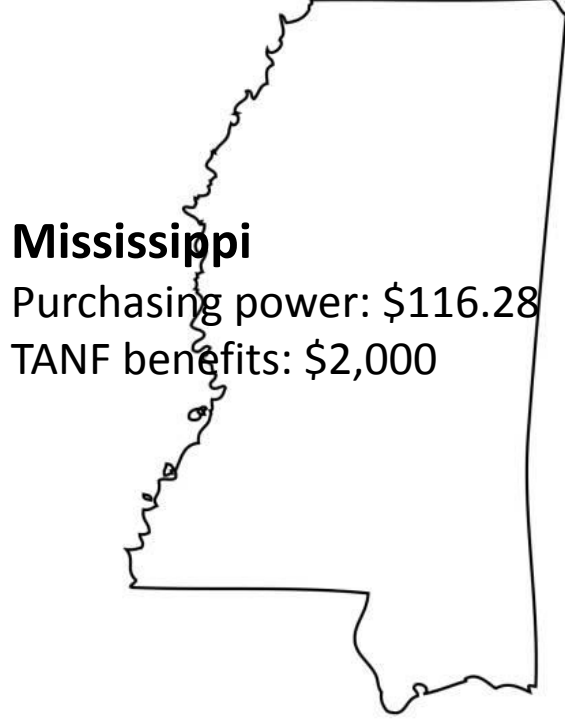 Mississippi
Purchasing power: $116.28
TANF benefits: $2,000